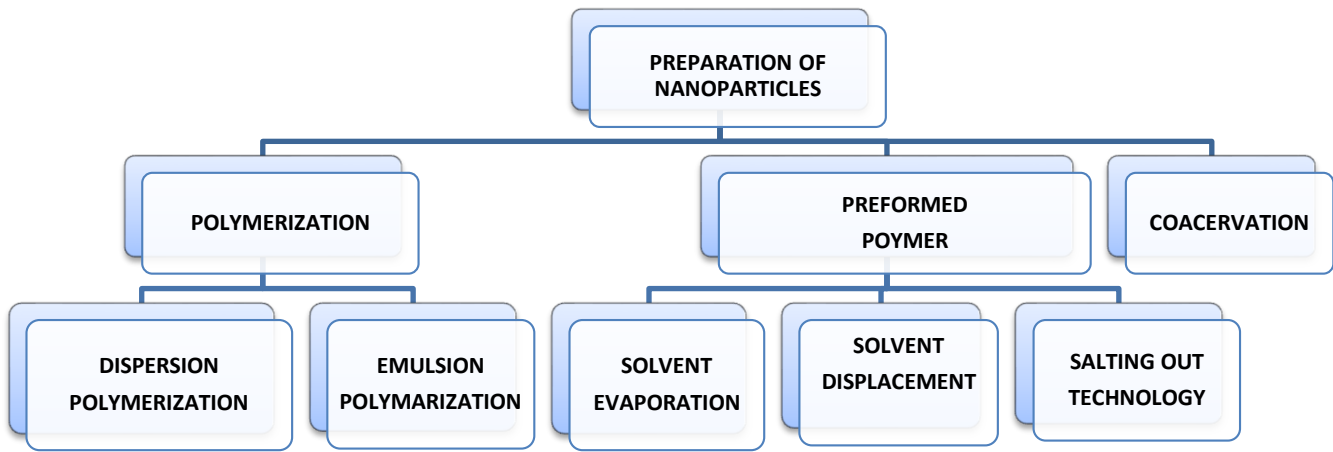 PREPARATION OF
NANOPARTICLES
POLYMERIZATION
PREFORMED
POYMER
COACERVATION
DISPERSION
POLYMERIZATION
EMULSION
POLYMARIZATION
SOLVENT
EVAPORATION
SOLVENT
DISPLACEMENT
SALTING OUT
TECHNOLOGY